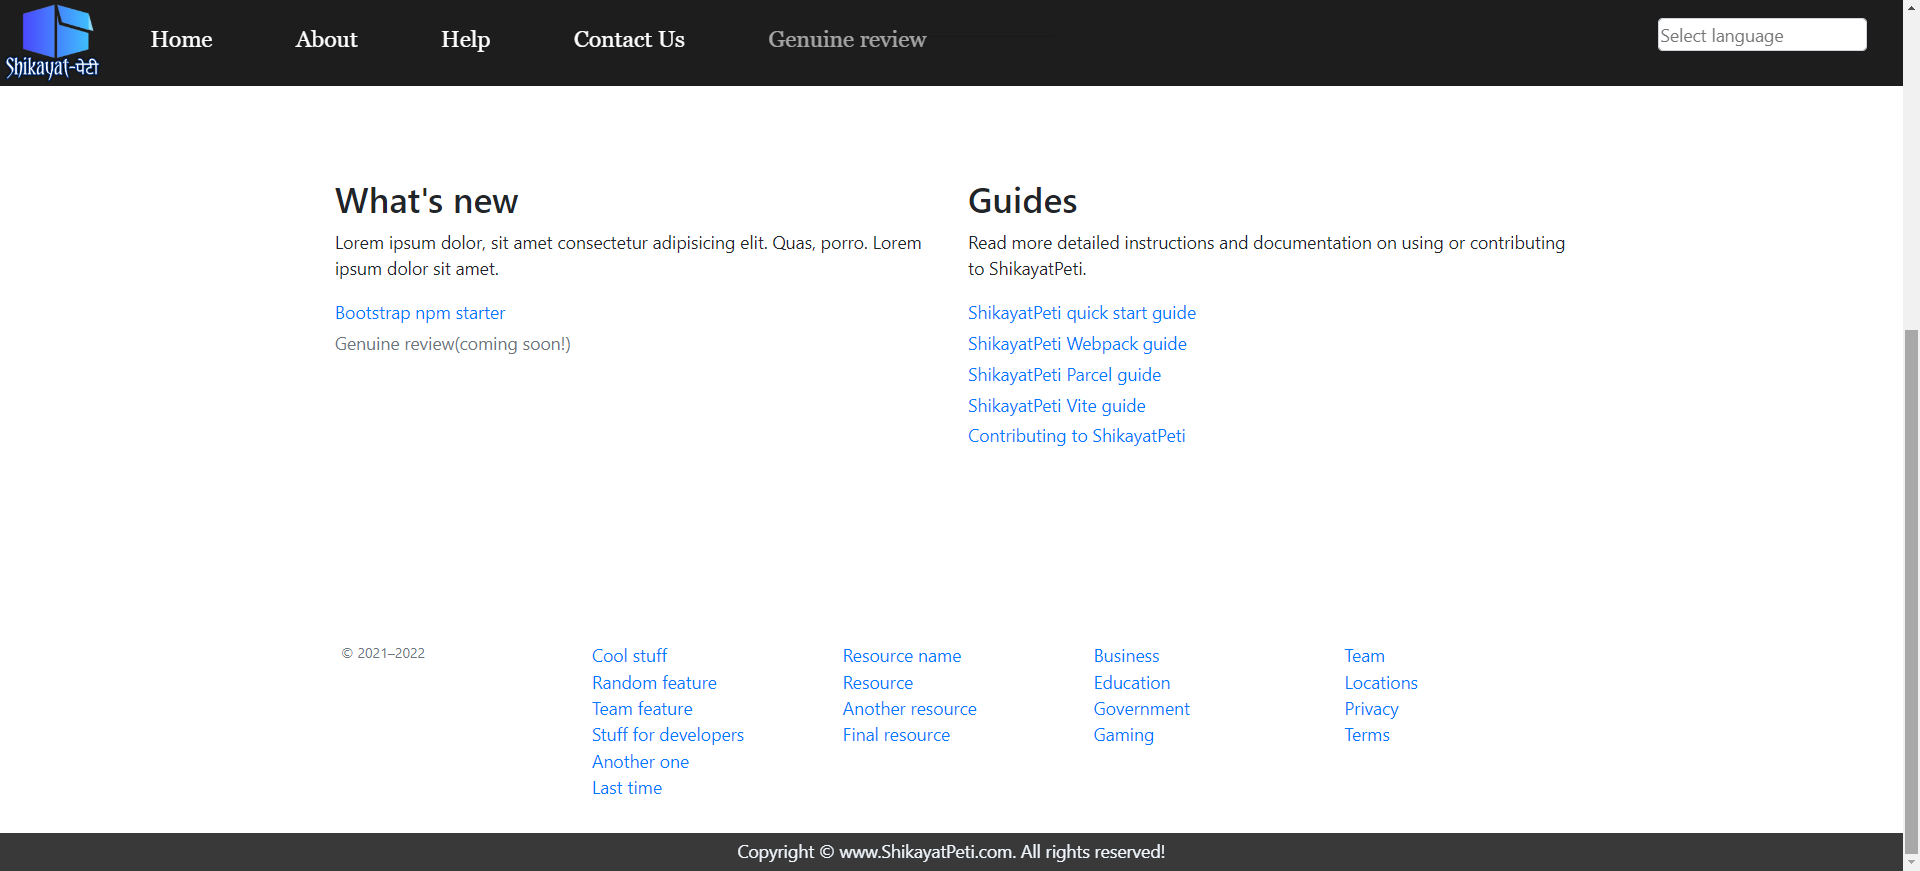 Shikayat-पेटी
Home About Help Contact Us Genuine review
Select language
What's new
Lorem ipsum dolor, sit amet consectetur adipisicing elit. Quas, porro. Lorem
ipsum dolor sit amet.
Bootstrap npm starter
Genuine review(coming soon!)
Guides
Read more detailed instructions and documentation on using or contributing
to ShikayatPeti.
ShikayatPeti quick start guide
ShikayatPeti Webpack guide
ShikayatPeti Parcel guide
ShikayatPeti Vite guide
Contributing to ShikayatPeti
© 2021–2022
Cool stuff
Random feature
Team feature
Stuff for developers
Another one
Last time
Resource name
Resource
Another resource
Final resource
Business
Education
Government
Gaming
Team
Locations
Privacy
Terms
Copyright © www.ShikayatPeti.com. All rights reserved!